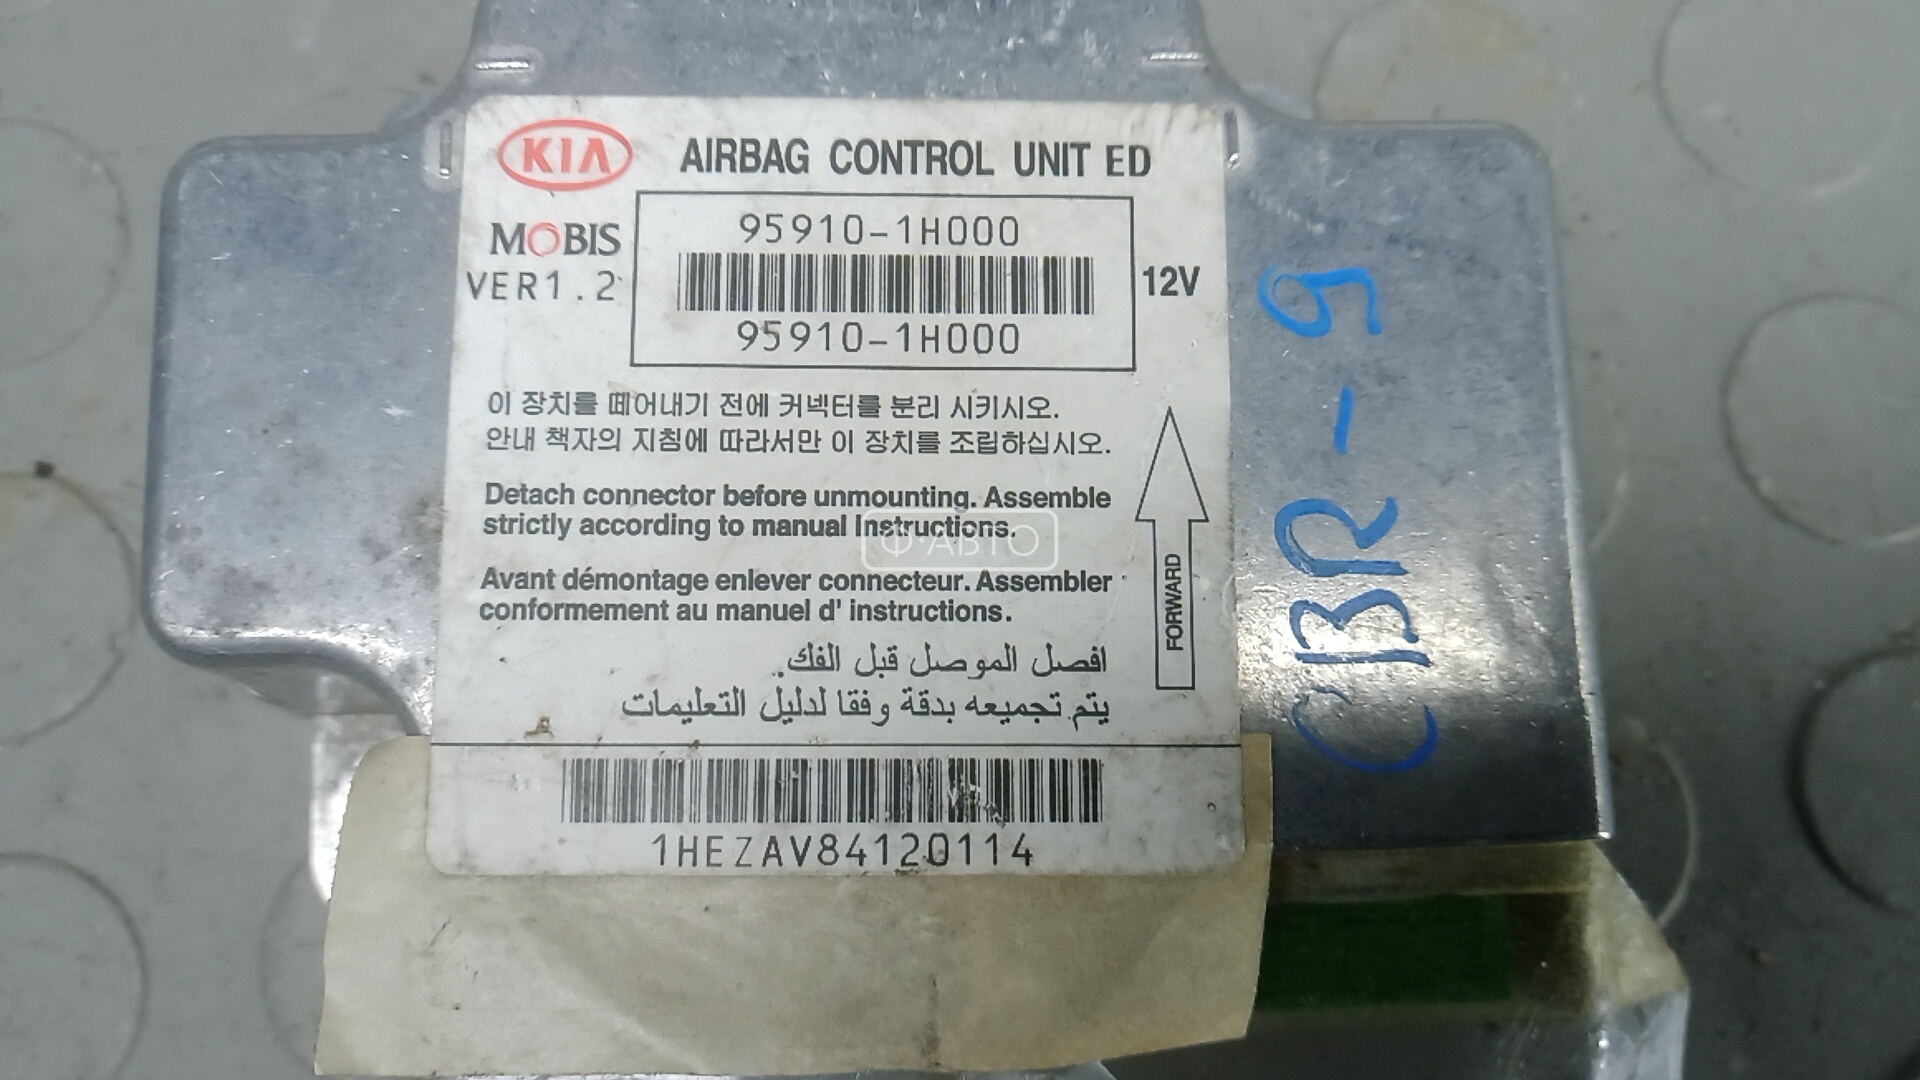 KIA AIRBAG CONTROL UNIT ED
MOBIS
VER1.2
95910-1H000
95910-1H000
12V
이 장치를 떼어내기 전에 커넥터를 분리 시키시오.
안내 책자의 지침에 따라서만 이 장치를 조립하십시오.
Detach connector before unmounting. Assemble
strictly according to manual Instructions.
Avant démontage enlever connecteur. Assembler
conformement au manuel d' instructions.
افصل الموصل قبل الفك.
يتم تجميعه بدقة وفقا لدليل التعليمات
FORWARD
1HEZAV84120114
CBR-9
Ф·АВТО